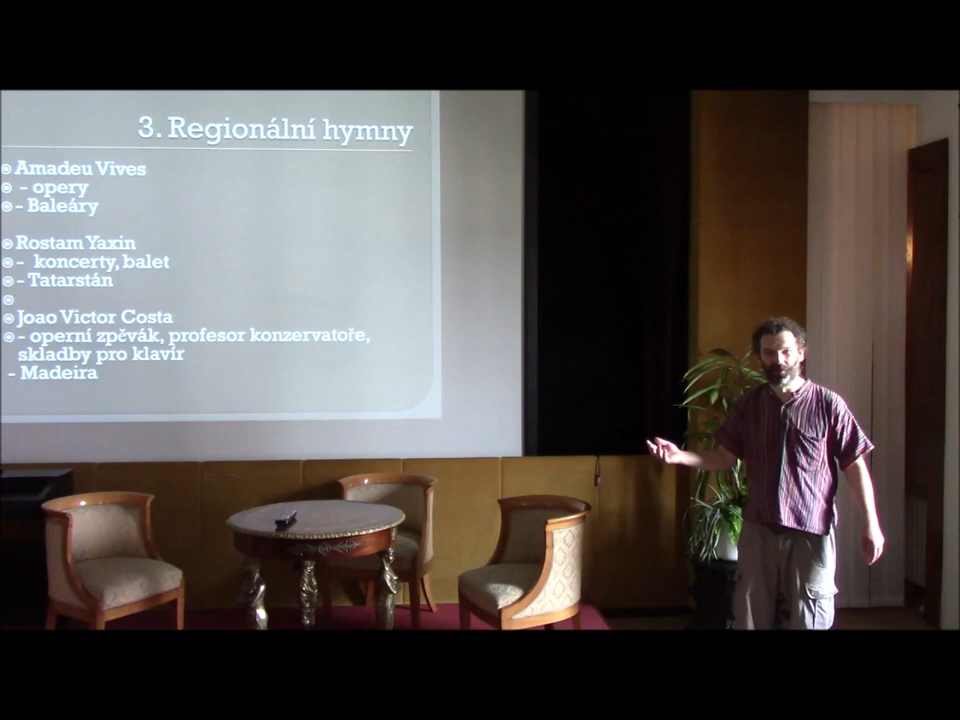 3. Regionální hymny
Amadeu Vives
- opery
- Baleáry
Rostam Yaxin
- koncerty, balet
- Tatarstán
Joao Victor Costa
- operní zpěvák, profesor konzervatoře,
skladby pro klavír
- Madeira